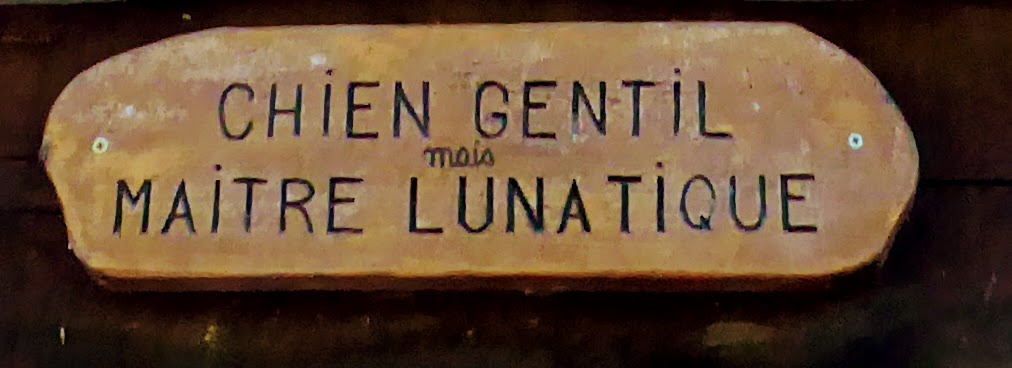 CHiEN GENTiL
mais
MAiTRE LUNATiQUE